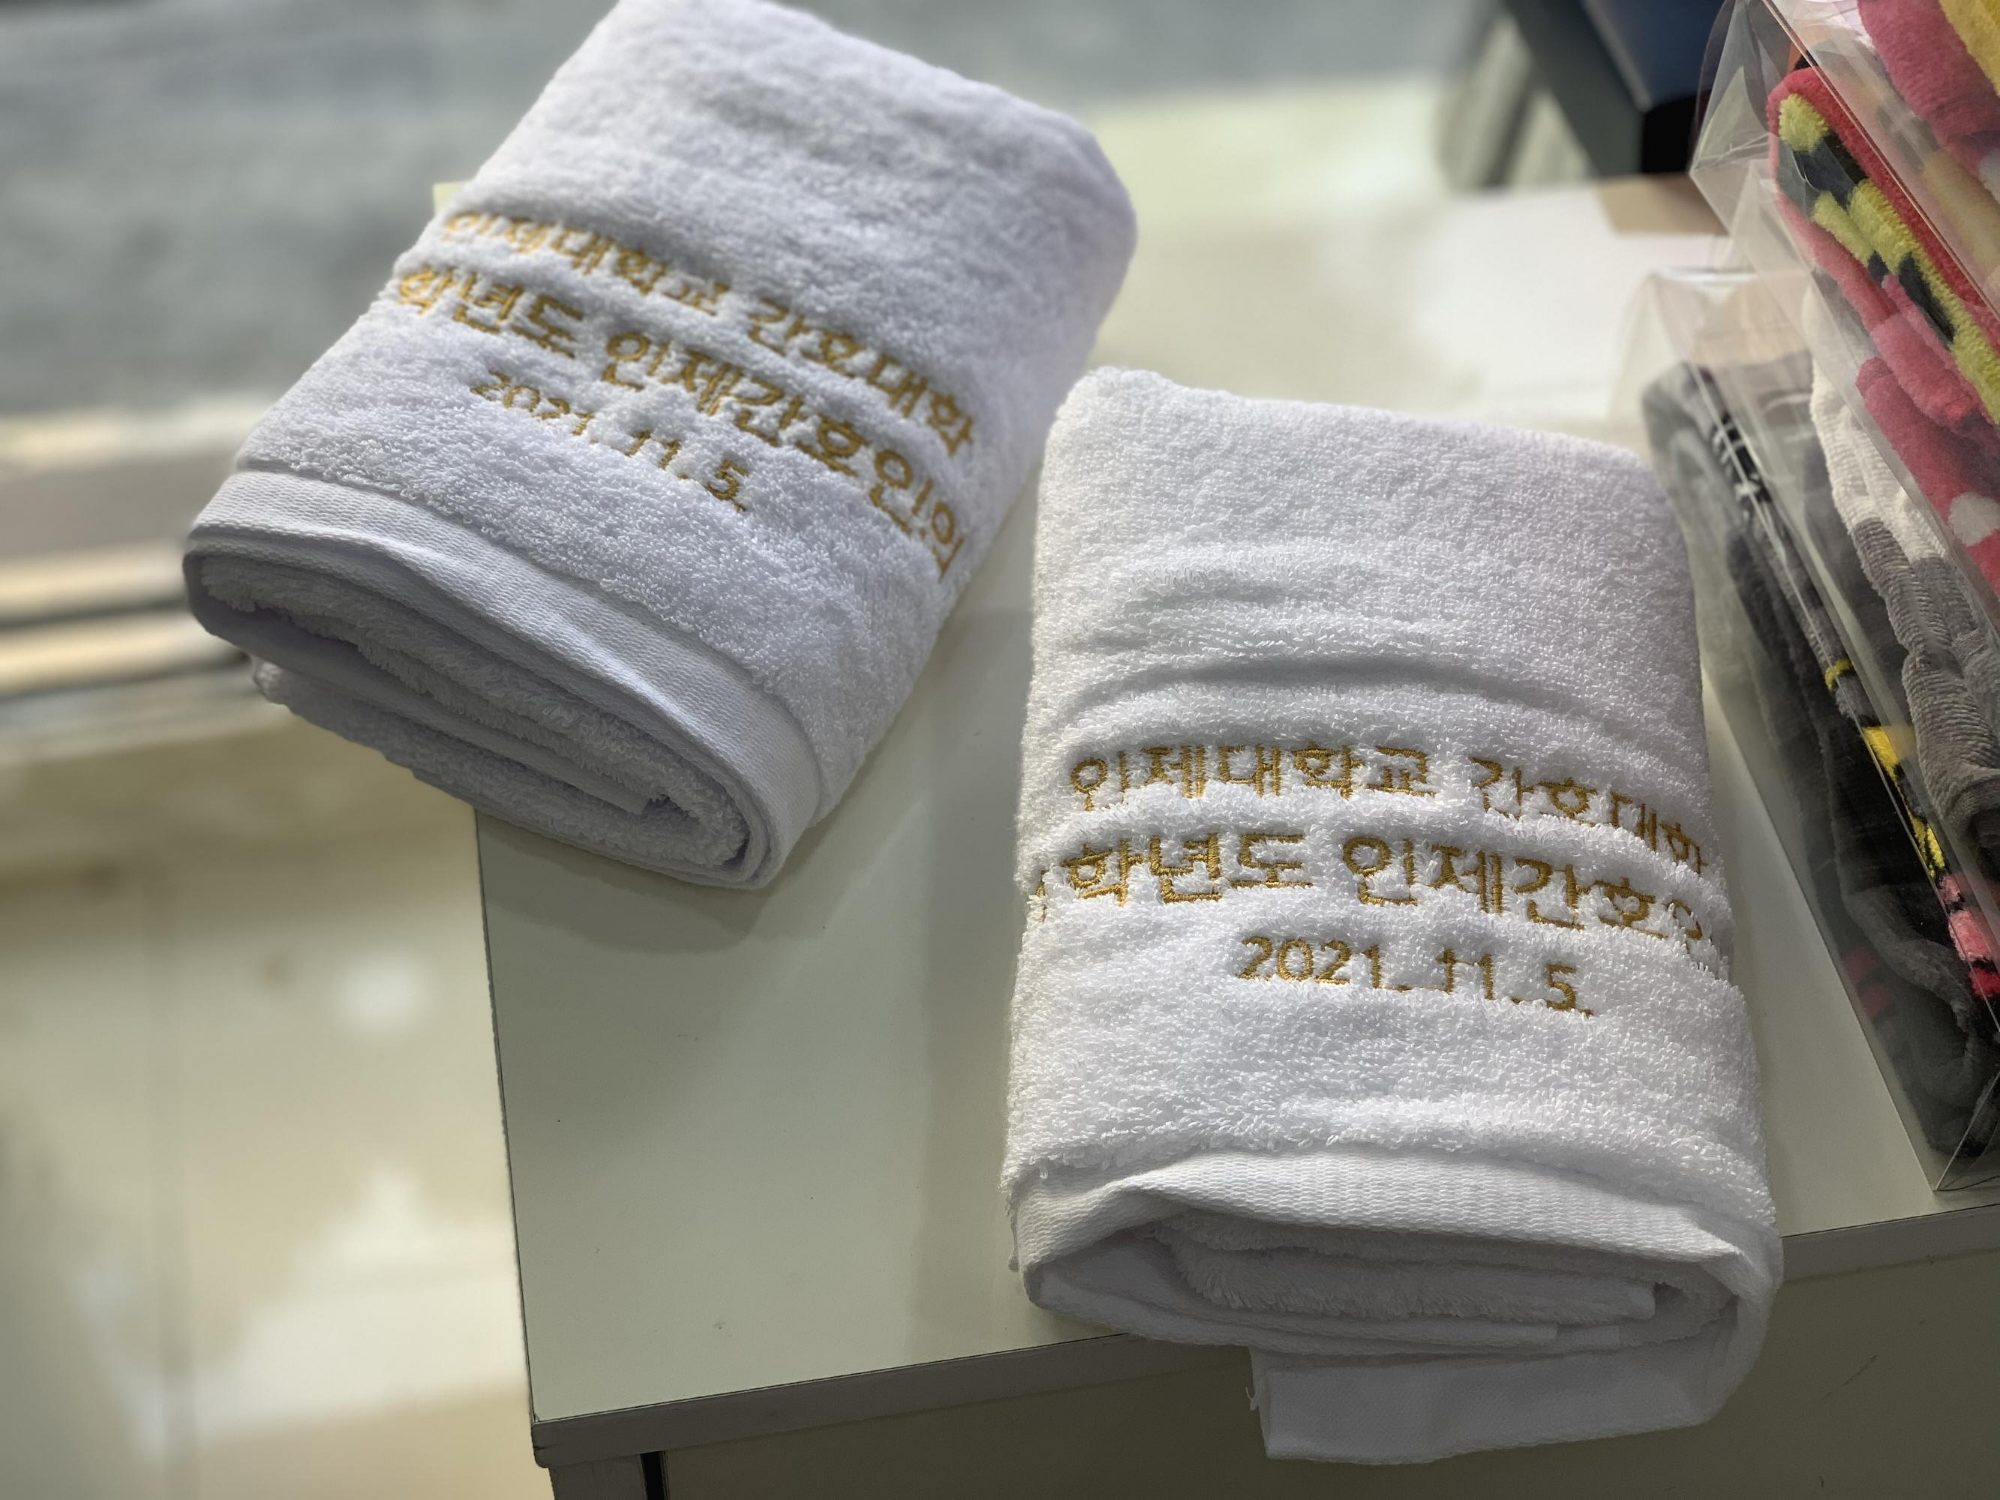 인제대학교 간호대학
학년도 인제간호인의
2021. 11. 5.
인제대학교 간호대학
학년도 인제간호
2021. 11. 5.